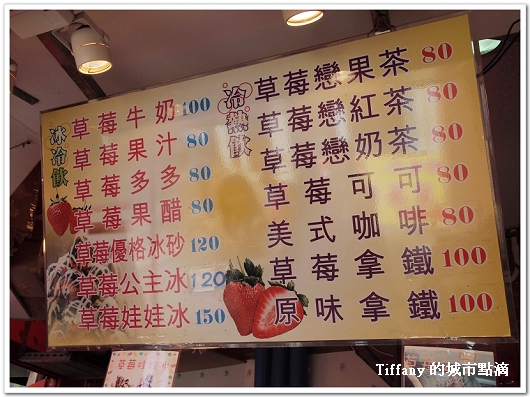 冰冷飲
草莓牛奶 100
草莓果汁 80
草莓多多 80
草莓果醋 80
草莓優格冰砂 120
草莓公主冰 120
草莓娃娃冰 150
冷熱飲
草莓戀果茶 80
草莓戀紅茶 80
草莓戀奶茶 80
草莓可可 80
美式咖啡 80
草莓拿鐵 100
原味拿鐵 100
Tiffany 的城市點滴